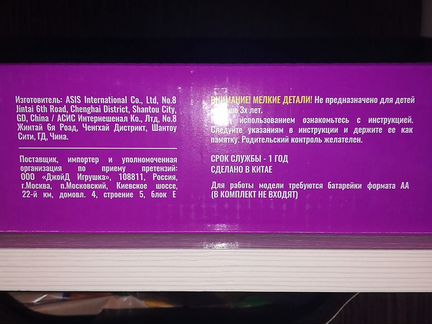 Изготовитель: ASIS International Co., Ltd, No.8
Jintai 6th Road, Chenghai District, Shantou City,
GD, China / АСИС Интернешенал Ко., Лтд, No.8
Жинтай 6я Роад, Ченгхай Дистрикт, Шантоу
Сити, ГД, Чина.
Поставщик, импортер и уполномоченная
организация по приему претензий:
ООО «ДжойД Игрушка», 108811, Россия,
г.Москва, п.Московский, Киевское шоссе,
22-й км, домовл. 4, строение 5, блок Е
ВНИМАНИЕ! МЕЛКИЕ ДЕТАЛИ! Не предназначено для детей
3х лет.
использованием ознакомьтесь с инструкцией.
Следуйте указаниям в инструкции и держите ее как
памятку. Родительский контроль желателен.
СРОК СЛУЖБЫ - 1 ГОД
СДЕЛАНО В КИТАЕ
Для работы модели требуются батарейки формата АА
(В КОМПЛЕКТ НЕ ВХОДЯТ)